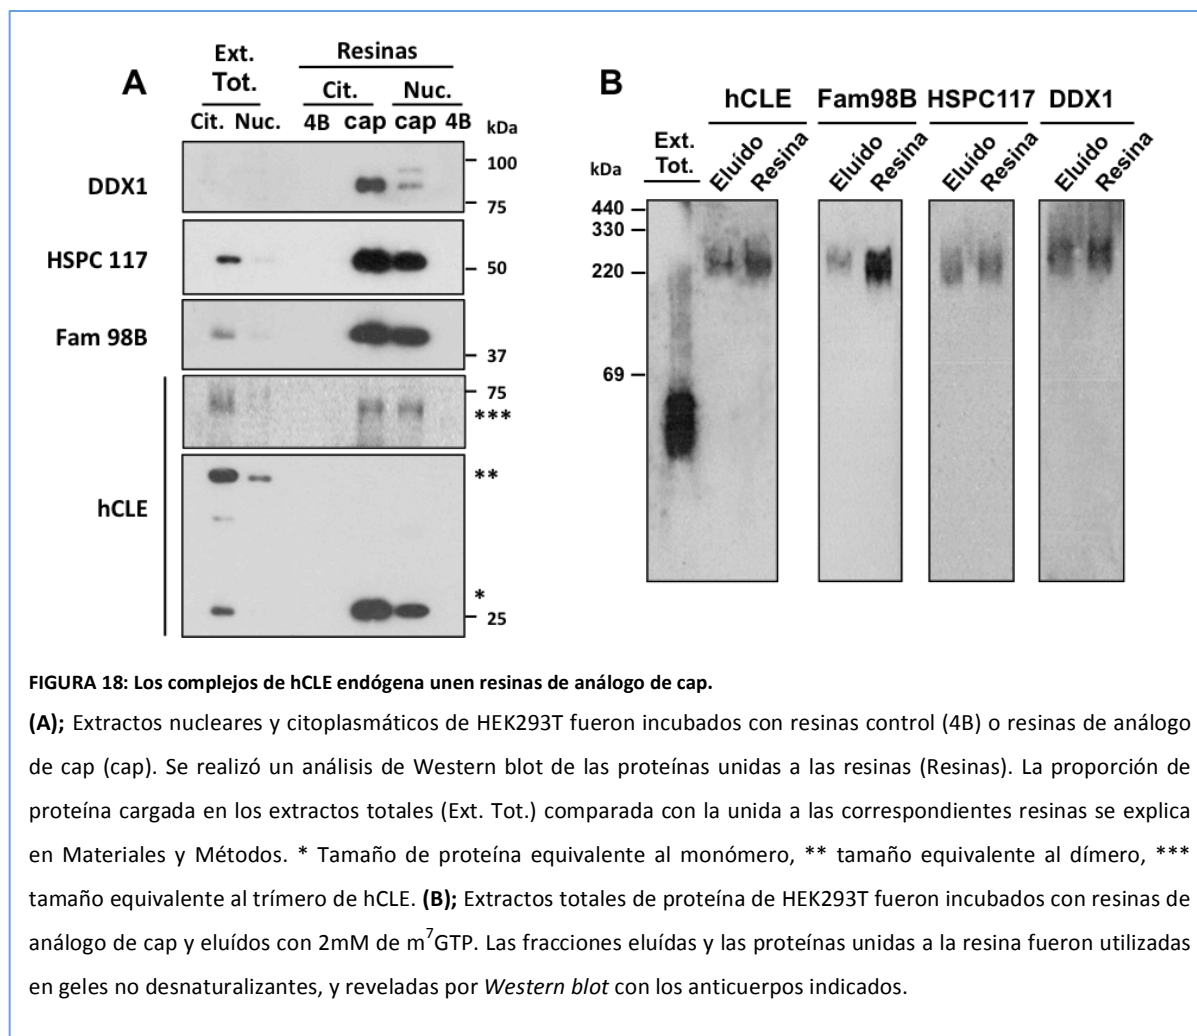 A
Ext.
Tot.
Resinas
Cit.
Nuc.
Cit. Nuc.
4B cap cap 4B
kDa
DDX1
100
75
HSPC 117
50
Fam 98B
37
75
***
hCLE
**
*
25
B
hCLE Fam98B HSPC117 DDX1
Ext.
Tot.
kDa
Eluído Resina Eluído Resina Eluído Resina Eluído Resina
440
330
220
69
FIGURA 18: Los complejos de hCLE endógena unen resinas de análogo de cap.
(A); Extractos nucleares y citoplasmáticos de HEK293T fueron incubados con resinas control (4B) o resinas de análogo
de cap (cap). Se realizó un análisis de Western blot de las proteínas unidas a las resinas (Resinas). La proporción de
proteína cargada en los extractos totales (Ext. Tot.) comparada con la unida a las correspondientes resinas se explica
en Materiales y Métodos. * Tamaño de proteína equivalente al monómero, ** tamaño equivalente al dímero, ***
tamaño equivalente al trímero de hCLE. (B); Extractos totales de proteína de HEK293T fueron incubados con resinas de
análogo de cap y eluídos con 2mM de m⁷GTP. Las fracciones eluídas y las proteínas unidas a la resina fueron utilizadas
en geles no desnaturalizantes, y reveladas por Western blot con los anticuerpos indicados.